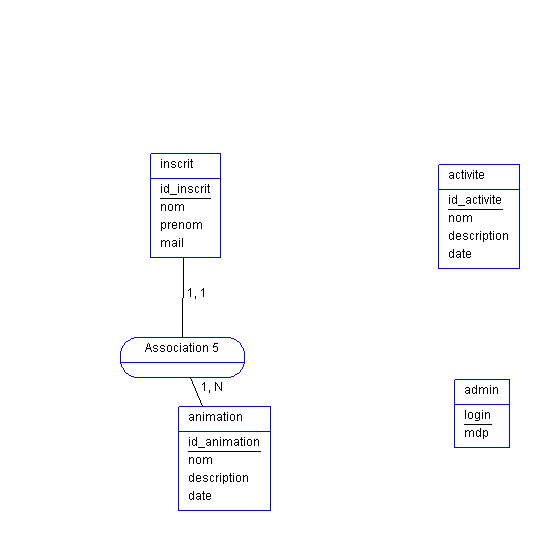 inscrit
id_inscrit
nom
prenom
mail
activite
id_activite
nom
description
date
1, 1
Association 5
1, N
animation
id_animation
nom
description
date
admin
login
mdp